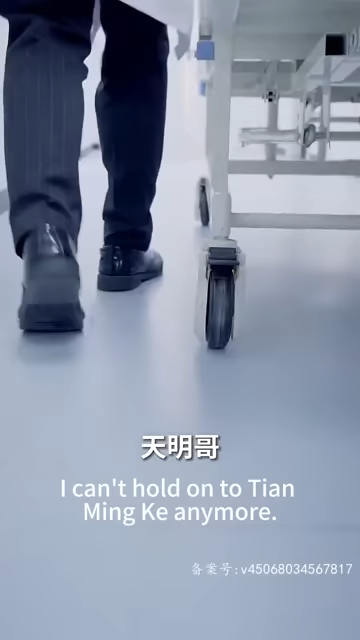 天明哥
I can't hold on to Tian
Ming Ke anymore.
备案号:v45068034567817